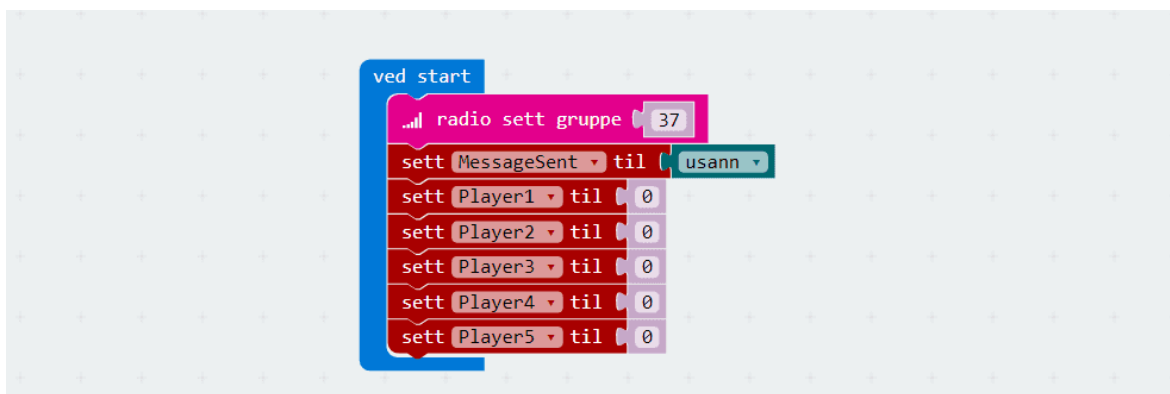 ved start
radio sett gruppe 37
sett MessageSent til usann
sett Player1 til 0
sett Player2 til 0
sett Player3 til 0
sett Player4 til 0
sett Player5 til 0